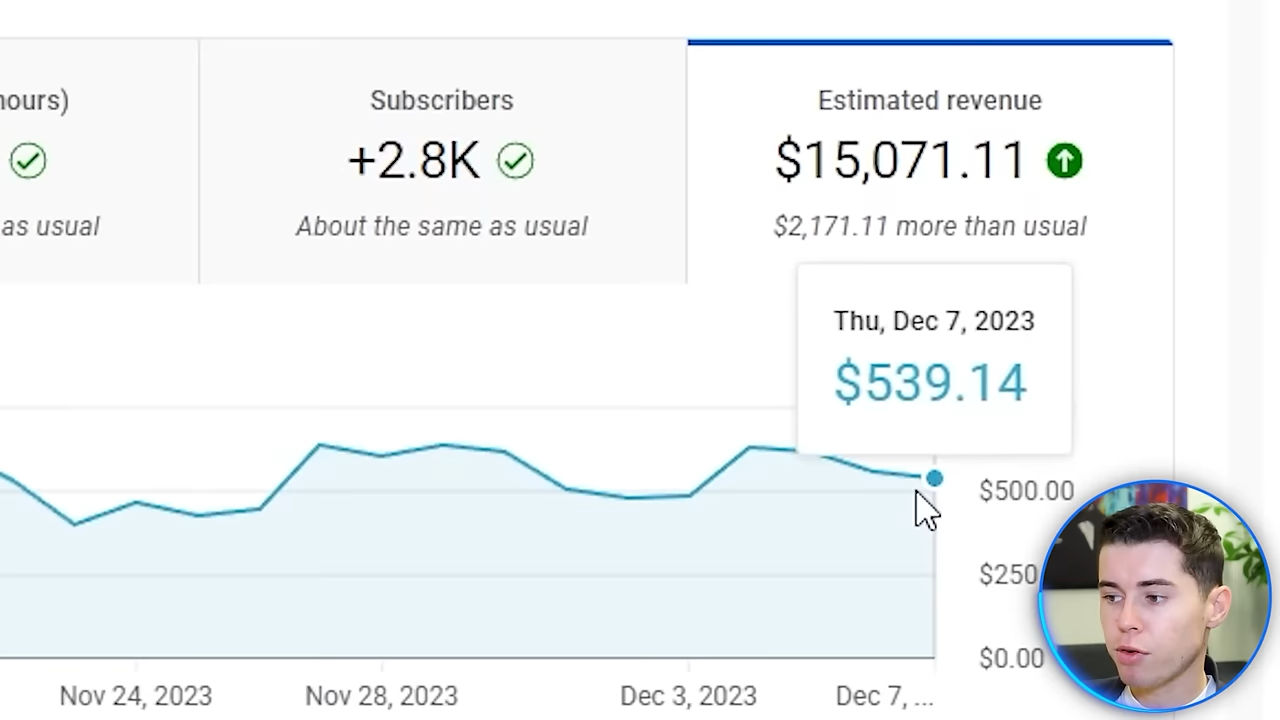 hours)
Subscribers
Estimated revenue
+2.8K
$15,071.11
as usual
About the same as usual
$2,171.11 more than usual
Thu, Dec 7, 2023
$539.14
$500.00
$250
$0.00
Nov 24, 2023
Nov 28, 2023
Dec 3, 2023
Dec 7, ...